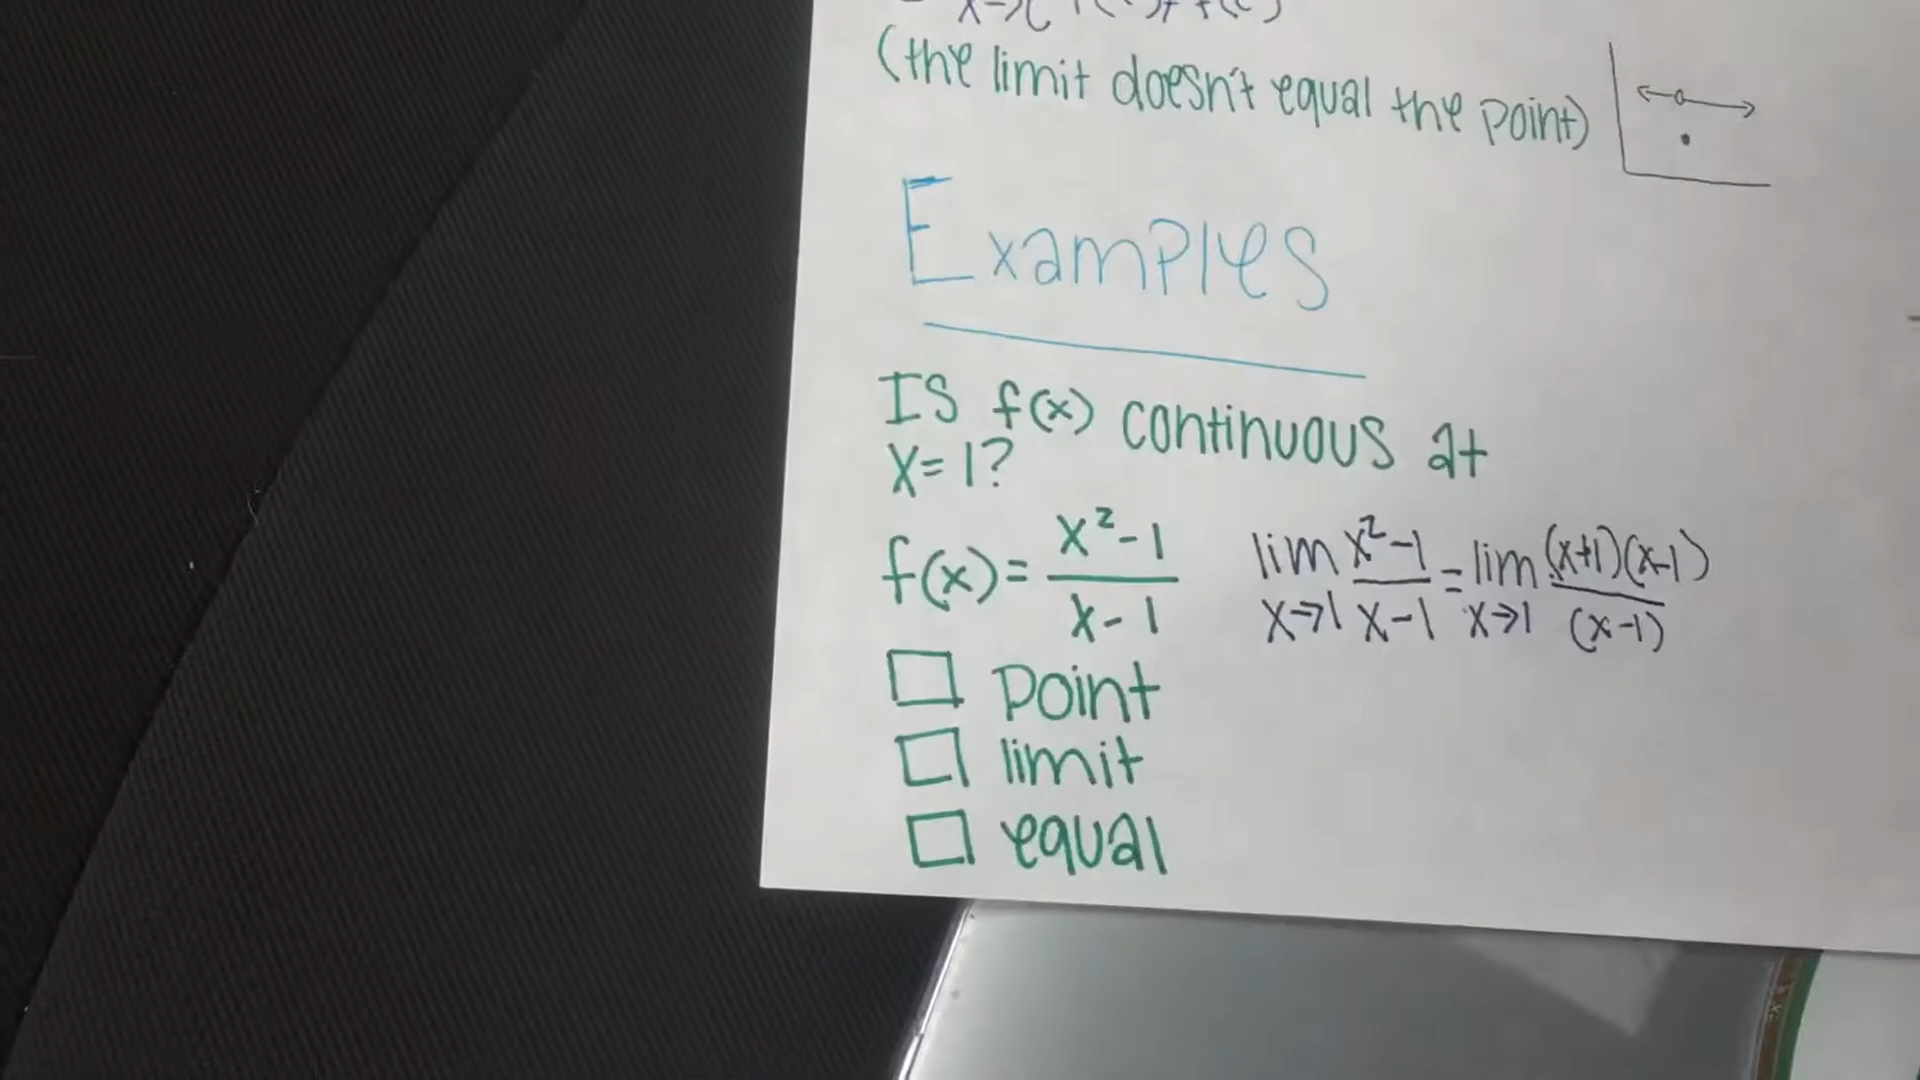 (the limit doesn't equal the point)
Examples
Is f(x) continuous at
x=1?
f(x)= x²-1 / x-1
lim x→1 x²-1 / x-1 = lim x→1 (x+1)(x-1) / (x-1)
□ point
□ limit
□ equal